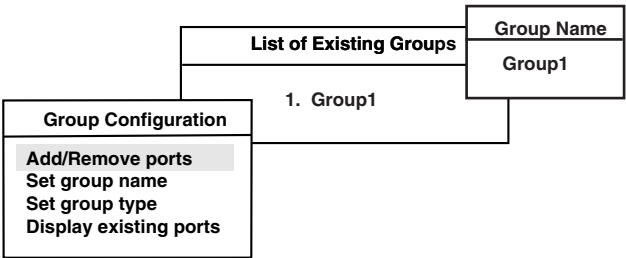 Group Name
Group1
List of Existing Groups
1. Group1
Group Configuration
Add/Remove ports
Set group name
Set group type
Display existing ports